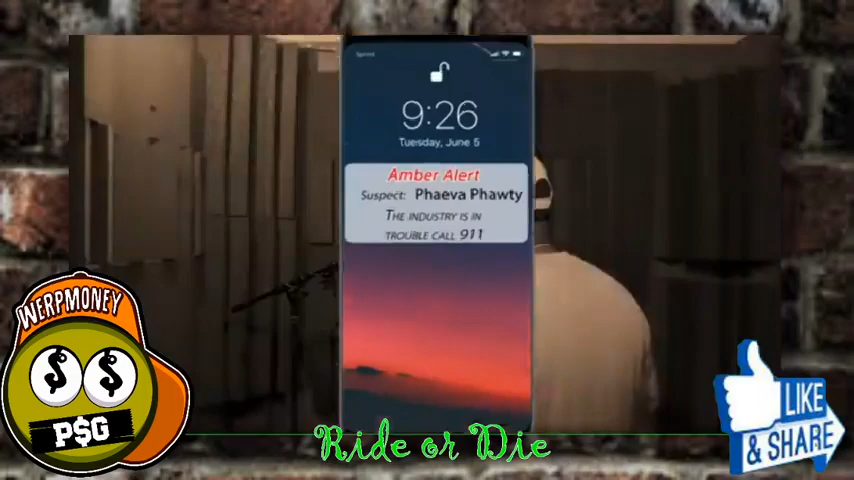 Sprint
9:26
Tuesday, June 5
Amber Alert
Suspect: Phaeva Phawty
THE INDUSTRY IS IN
TROUBLE CALL 911
WERPMONEY
$ $
P$G
Ride or Die
LIKE
& SHARE